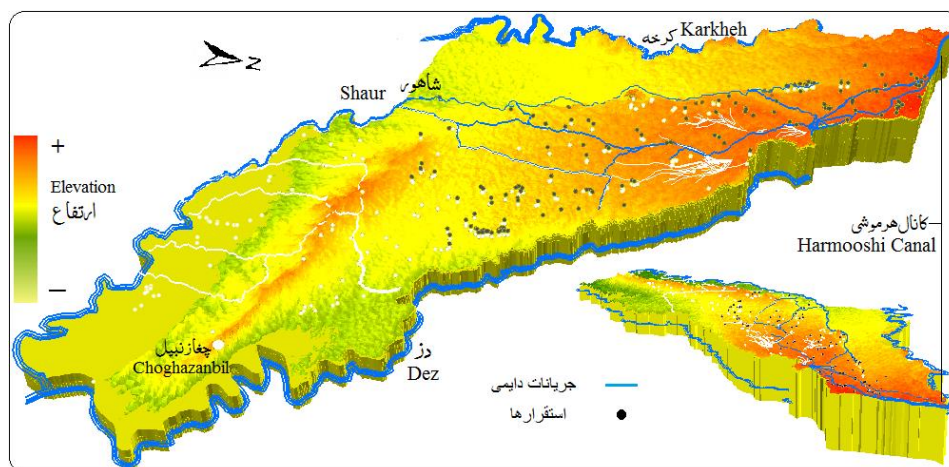 کرخه Karkheh
z
شاهور
Shaur
+
Elevation
ارتفاع
–
کانال هرموشی
Harmooshi Canal
چغازنبیل
Choghazanbil
دز
Dez
جریانات دایمی
استقرارها